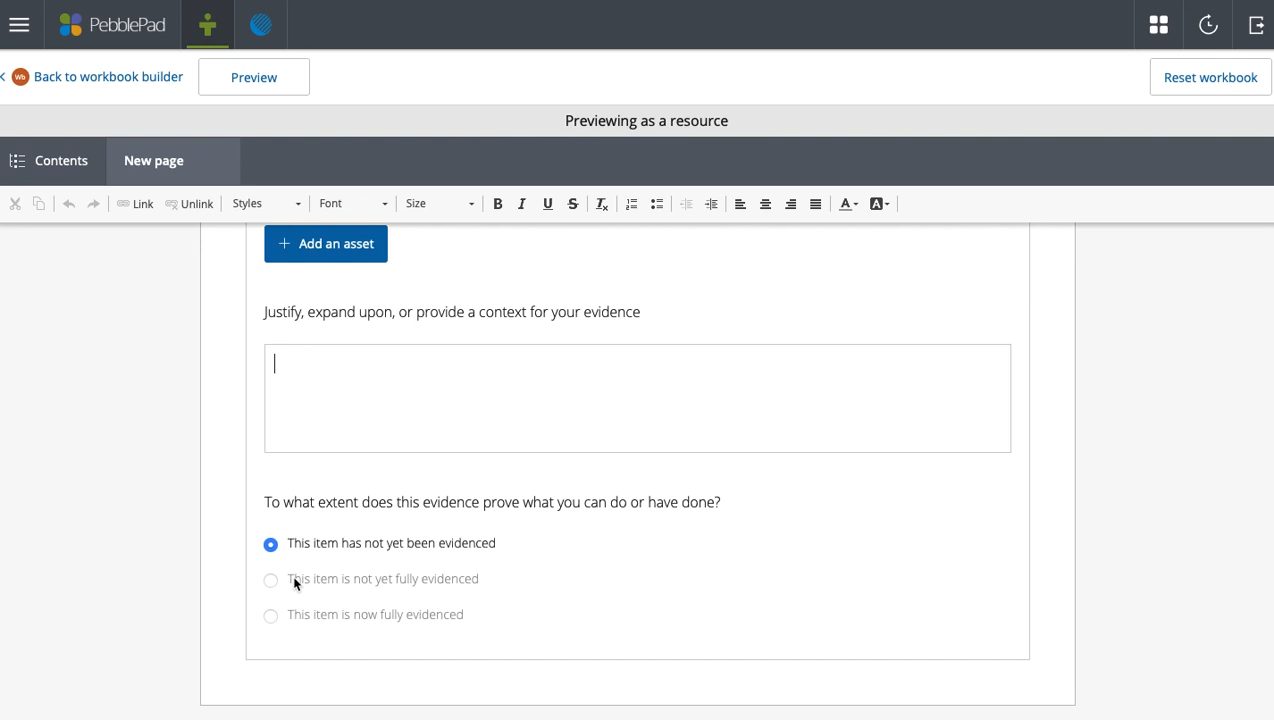 PebblePad
Wb Back to workbook builder
Preview
Reset workbook
Previewing as a resource
Contents
New page
Link
Unlink
Styles
Font
Size
B I U S Tx
A A
+ Add an asset
Justify, expand upon, or provide a context for your evidence
To what extent does this evidence prove what you can do or have done?
This item has not yet been evidenced
This item is not yet fully evidenced
This item is now fully evidenced